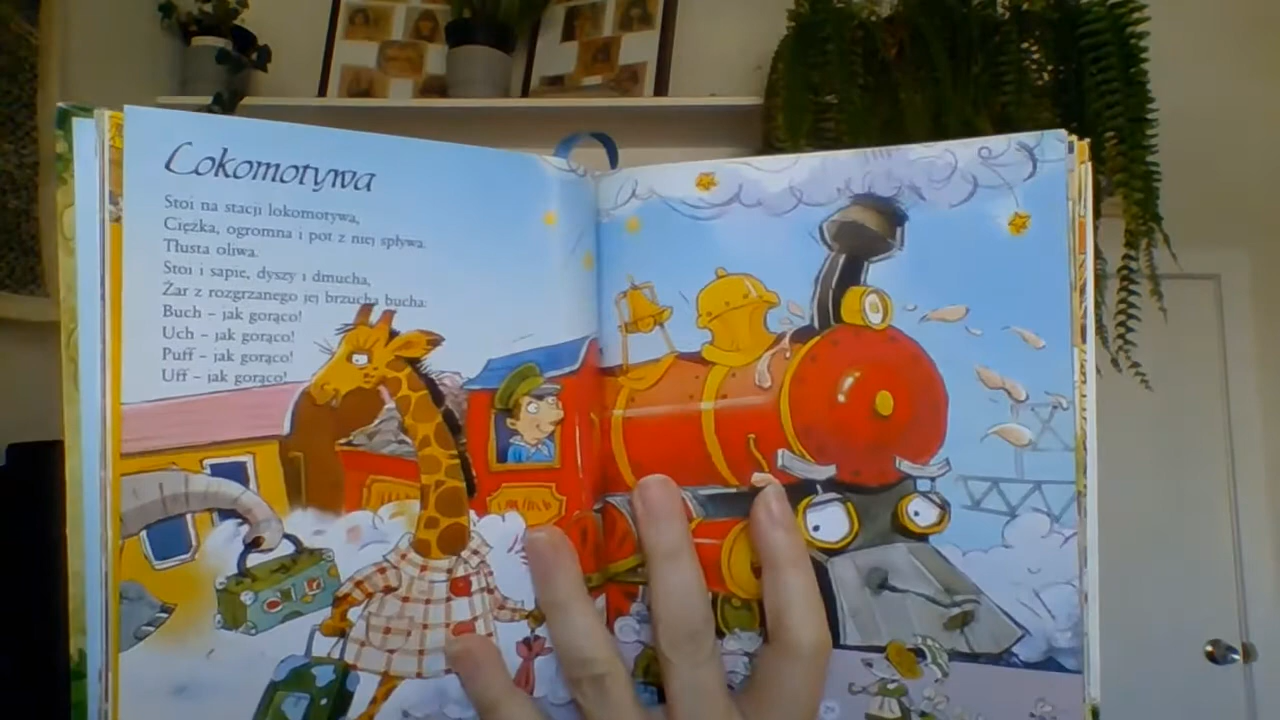 Lokomotywa
Stoi na stacji lokomotywa,
Ciężka, ogromna i pot z niej spływa:
Tłusta oliwa.
Stoi i sapie, dyszy i dmucha,
Żar z rozgrzanego jej brzucha bucha:
Buch – jak gorąco!
Uch – jak gorąco!
Puff – jak gorąco!
Uff – jak gorąco!